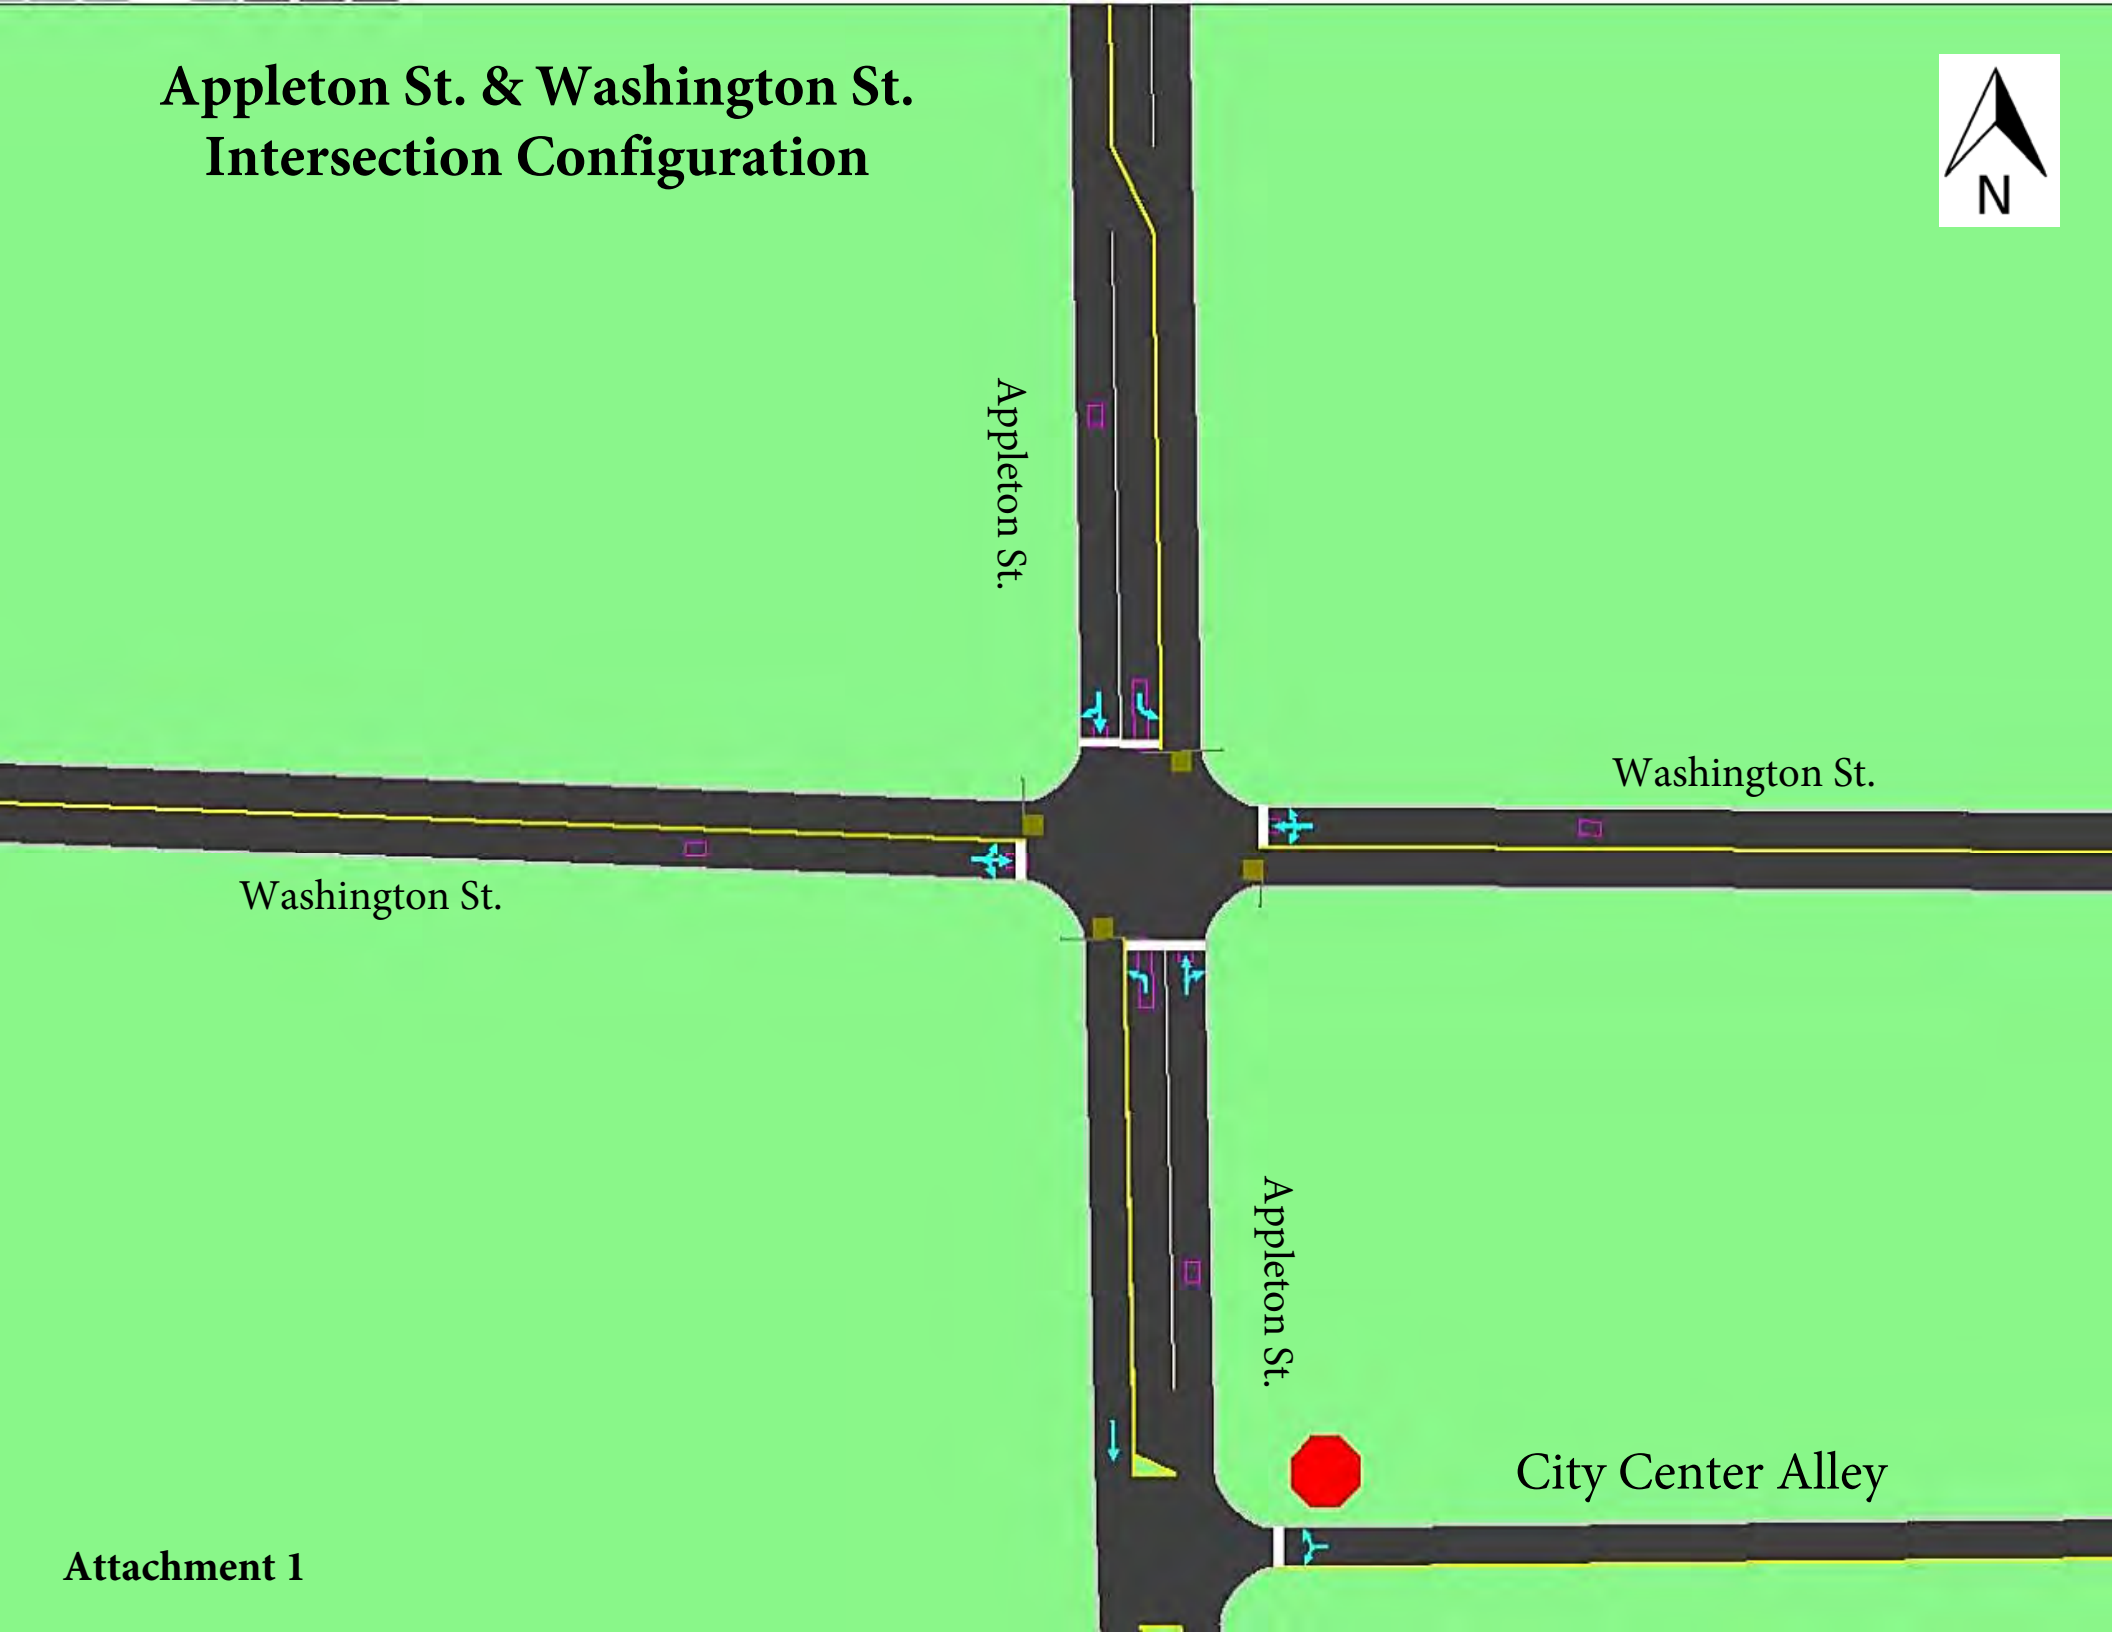 Appleton St. & Washington St.
Intersection Configuration
N
Appleton St.
Washington St.
Washington St.
Appleton St.
City Center Alley
Attachment 1